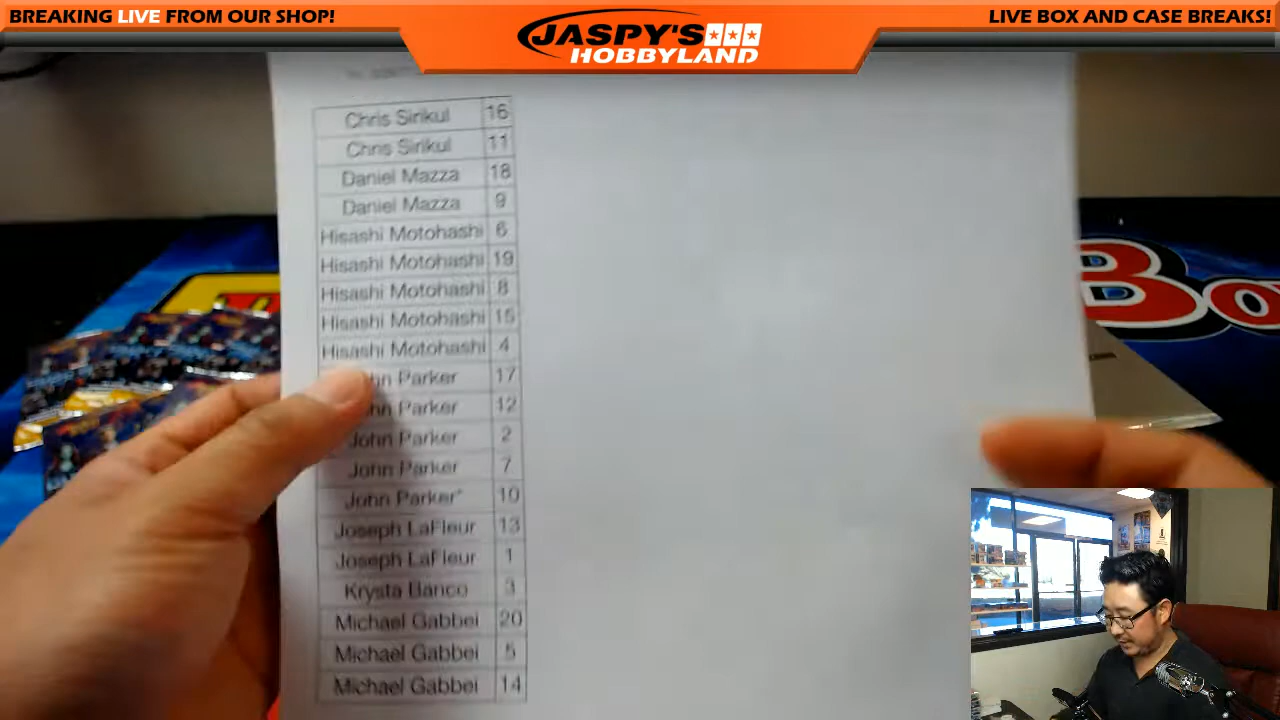 BREAKING LIVE FROM OUR SHOP!
JASPY'S
HOBBYLAND
LIVE BOX AND CASE BREAKS!
Chris Sirikul 16
Chris Sirikul 11
Daniel Mazza 18
Daniel Mazza 9
Hisashi Motohashi 6
Hisashi Motohashi 19
Hisashi Motohashi 8
Hisashi Motohashi 15
Hisashi Motohashi 4
hn Parker 17
hn Parker 12
John Parker 2
John Parker 7
John Parker* 10
Joseph LaFleur 13
Joseph LaFleur 1
Krysta Banco 3
Michael Gabbei 20
Michael Gabbei 5
Michael Gabbei 14